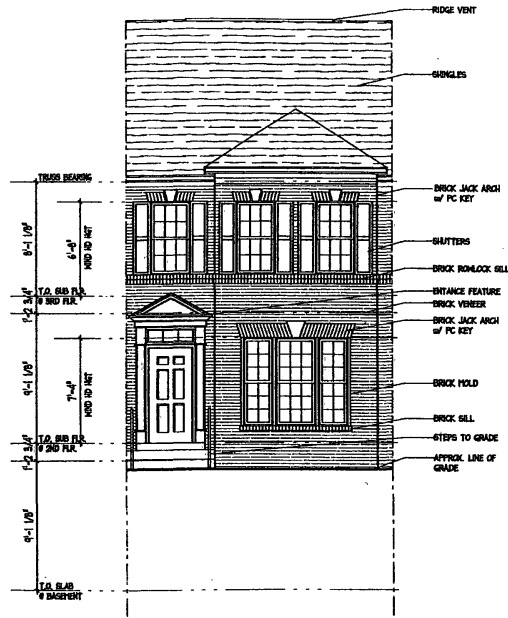 RIDGE VENT
SHINGLES
TRUSS BEARING
BRICK JACK ARCH
w/ PC KEY
8'-1 1/8"
6'-8"
WIND HD HGT
SHUTTERS
BRICK ROWLOCK SILL
T.O. SUB FLR.
@ 3RD FLR.
1'-2 3/4"
ENTANCE FEATURE
BRICK VENEER
BRICK JACK ARCH
w/ PC KEY
9'-1 1/8"
7'-4"
WIND HD HGT
BRICK MOLD
BRICK SILL
T.O. SUB FLR.
@ 2ND FLR.
1'-2 3/4"
STEPS TO GRADE
APPROX. LINE OF
GRADE
9'-1 1/8"
T.O. SLAB
@ BASEMENT